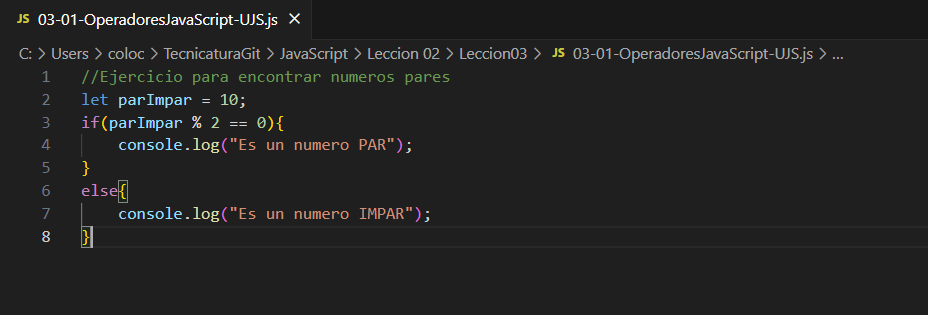 JS 03-01-OperadoresJavaScript-UJS.js ×
C: > Users > coloc > TecnicaturaGit > JavaScript > Leccion 02 > Leccion03 > JS 03-01-OperadoresJavaScript-UJS.js > ...
1 //Ejercicio para encontrar numeros pares
2 let parImpar = 10;
3 if(parImpar % 2 == 0){
4     console.log("Es un numero PAR");
5 }
6 else{
7     console.log("Es un numero IMPAR");
8 }